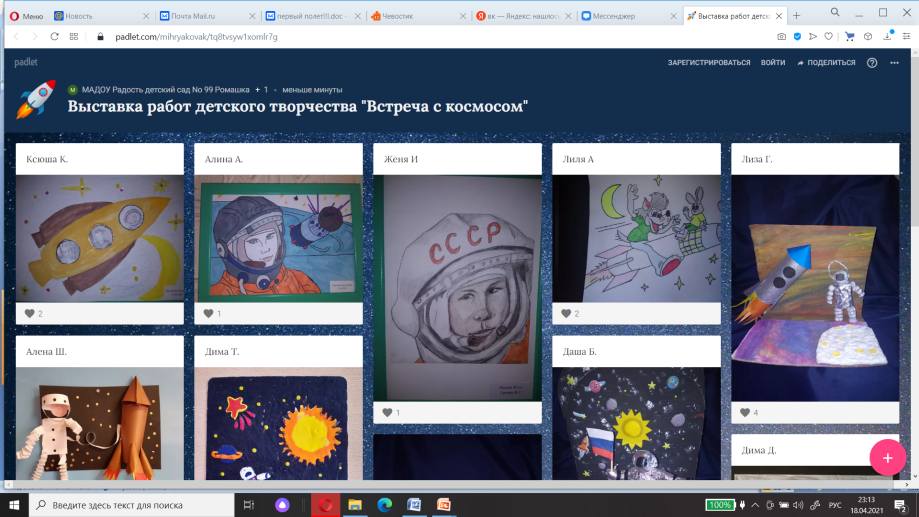 Меню
Новость
Почта Mail.ru
первый полет!!!.doc -
Чевостик
вк — Яндекс: нашлось
Мессенджер
Выставка работ детск
padlet.com/mihryakovak/tq8tvsyw1xomlr7g
padlet
ЗАРЕГИСТРИРОВАТЬСЯ
ВОЙТИ
ПОДЕЛИТЬСЯ
М
МАДОУ Радость детский сад No 99 Ромашка + 1 • меньше минуты
Выставка работ детского творчества "Встреча с космосом"
Ксюша К.
Алина А.
Женя И
Лиля А
Лиза Г.
СССР
2
1
2
Алена Ш.
Дима Т.
Даша Б.
1
4
Дима Д.
+
Введите здесь текст для поиска
100%
РУС
23:13
18.04.2021
2